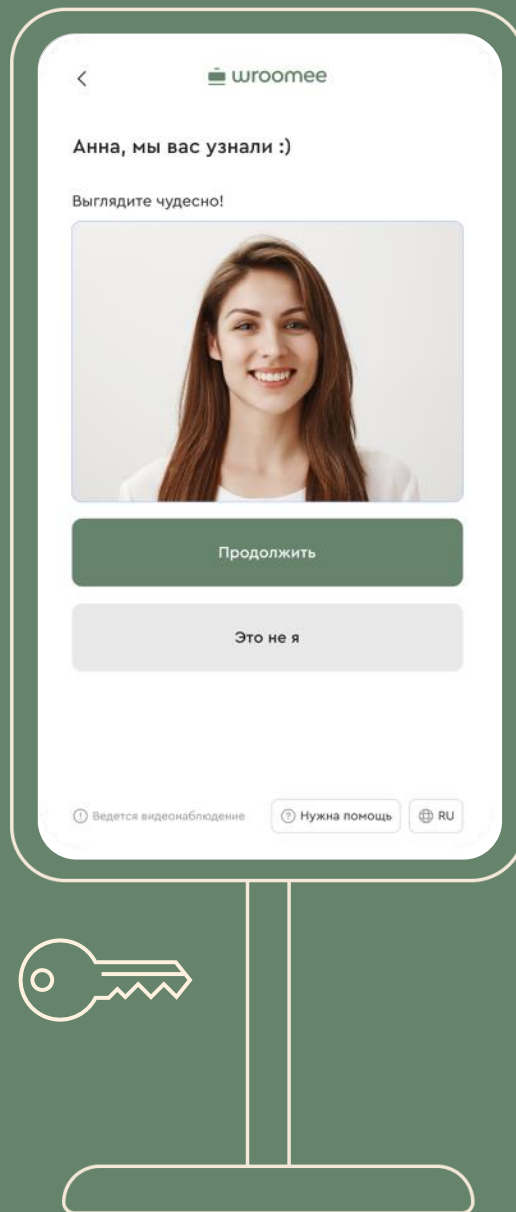 wroomee
Анна, мы вас узнали :)
Выглядите чудесно!
Продолжить
Это не я
Ведется видеонаблюдение
Нужна помощь
RU